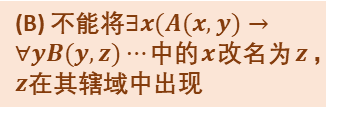 (B) 不能将∃x(A(x, y) →
∀yB(y, z) ⋯中的x改名为z，
z在其辖域中出现